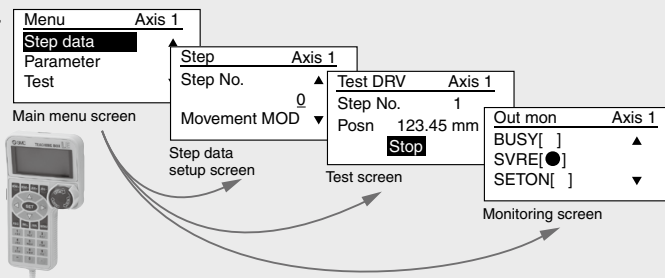 Menu Axis 1
Step data ▲
Parameter
Test
Main menu screen
Step Axis 1
Step No. ▲
0
Movement MOD ▼
Step data
setup screen
Test DRV Axis 1
Step No. 1
Posn 123.45 mm
Stop
Test screen
Out mon Axis 1
BUSY[ ] ▲
SVRE[●]
SETON[ ] ▼
Monitoring screen
SMC
SET